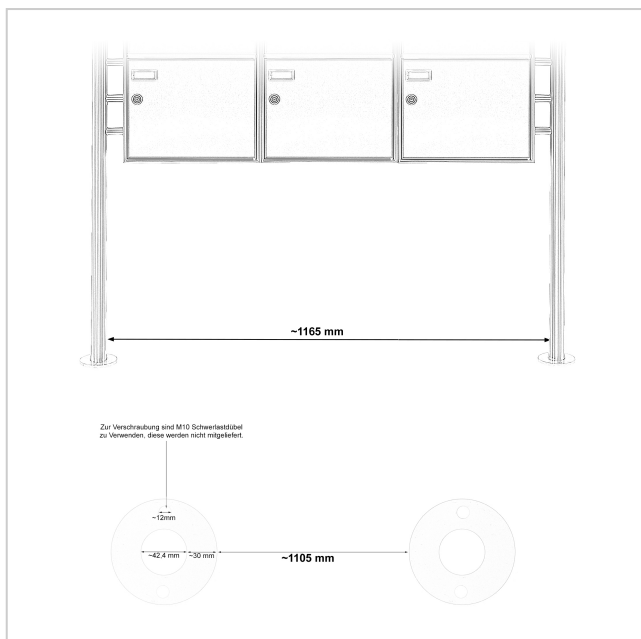 ~1165 mm
Zur Verschraubung sind M10 Schwerlastdübel
zu Verwenden, diese werden nicht mitgeliefert.
~12mm
~42,4 mm
~30 mm
~1105 mm